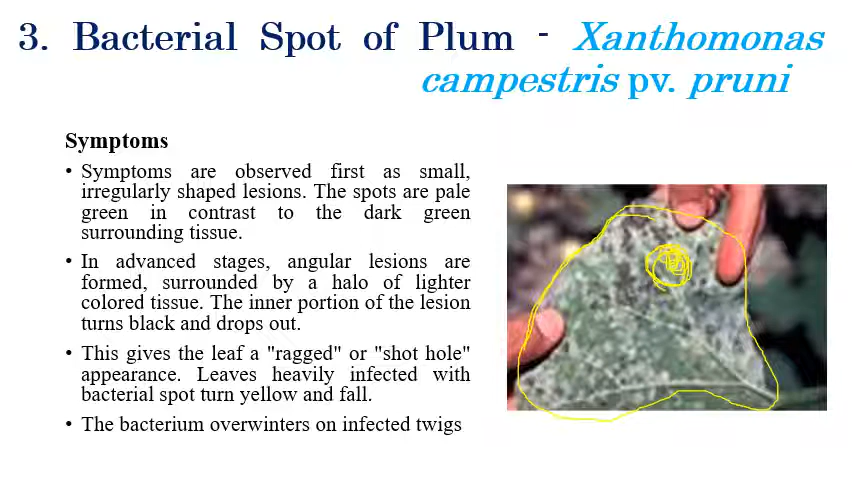 3. Bacterial Spot of Plum - Xanthomonas
campestris pv. pruni
Symptoms
• Symptoms are observed first as small,
irregularly shaped lesions. The spots are pale
green in contrast to the dark green
surrounding tissue.
• In advanced stages, angular lesions are
formed, surrounded by a halo of lighter
colored tissue. The inner portion of the lesion
turns black and drops out.
• This gives the leaf a "ragged" or "shot hole"
appearance. Leaves heavily infected with
bacterial spot turn yellow and fall.
• The bacterium overwinters on infected twigs